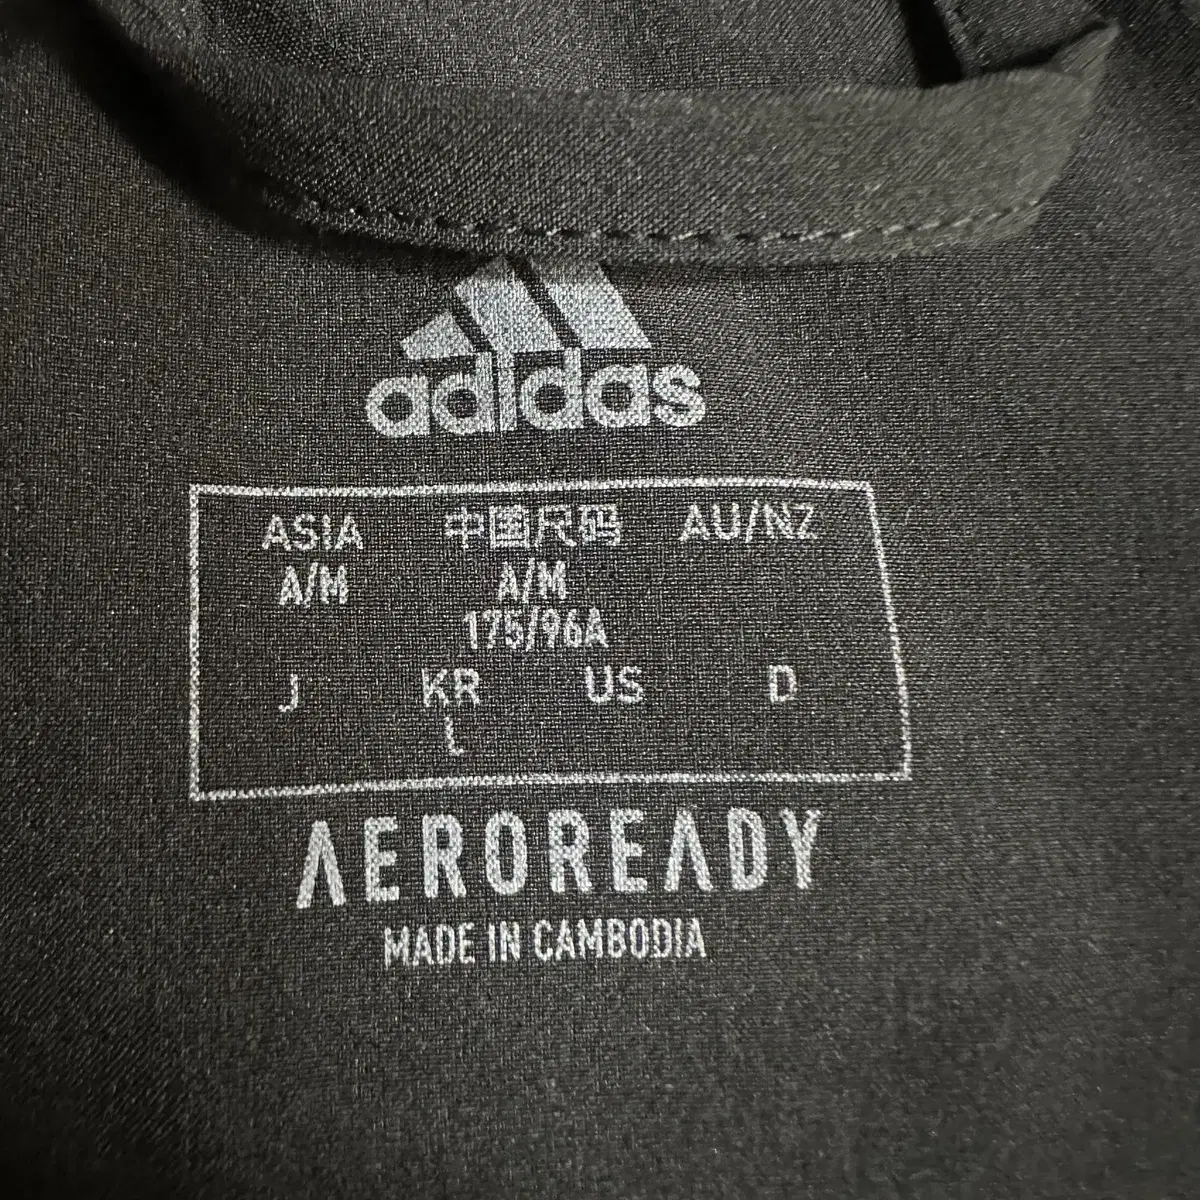 adidas
ASIA 中国尺码 AU/NZ
A/M A/M
175/96A
J KR US D
L
AEROREADY
MADE IN CAMBODIA